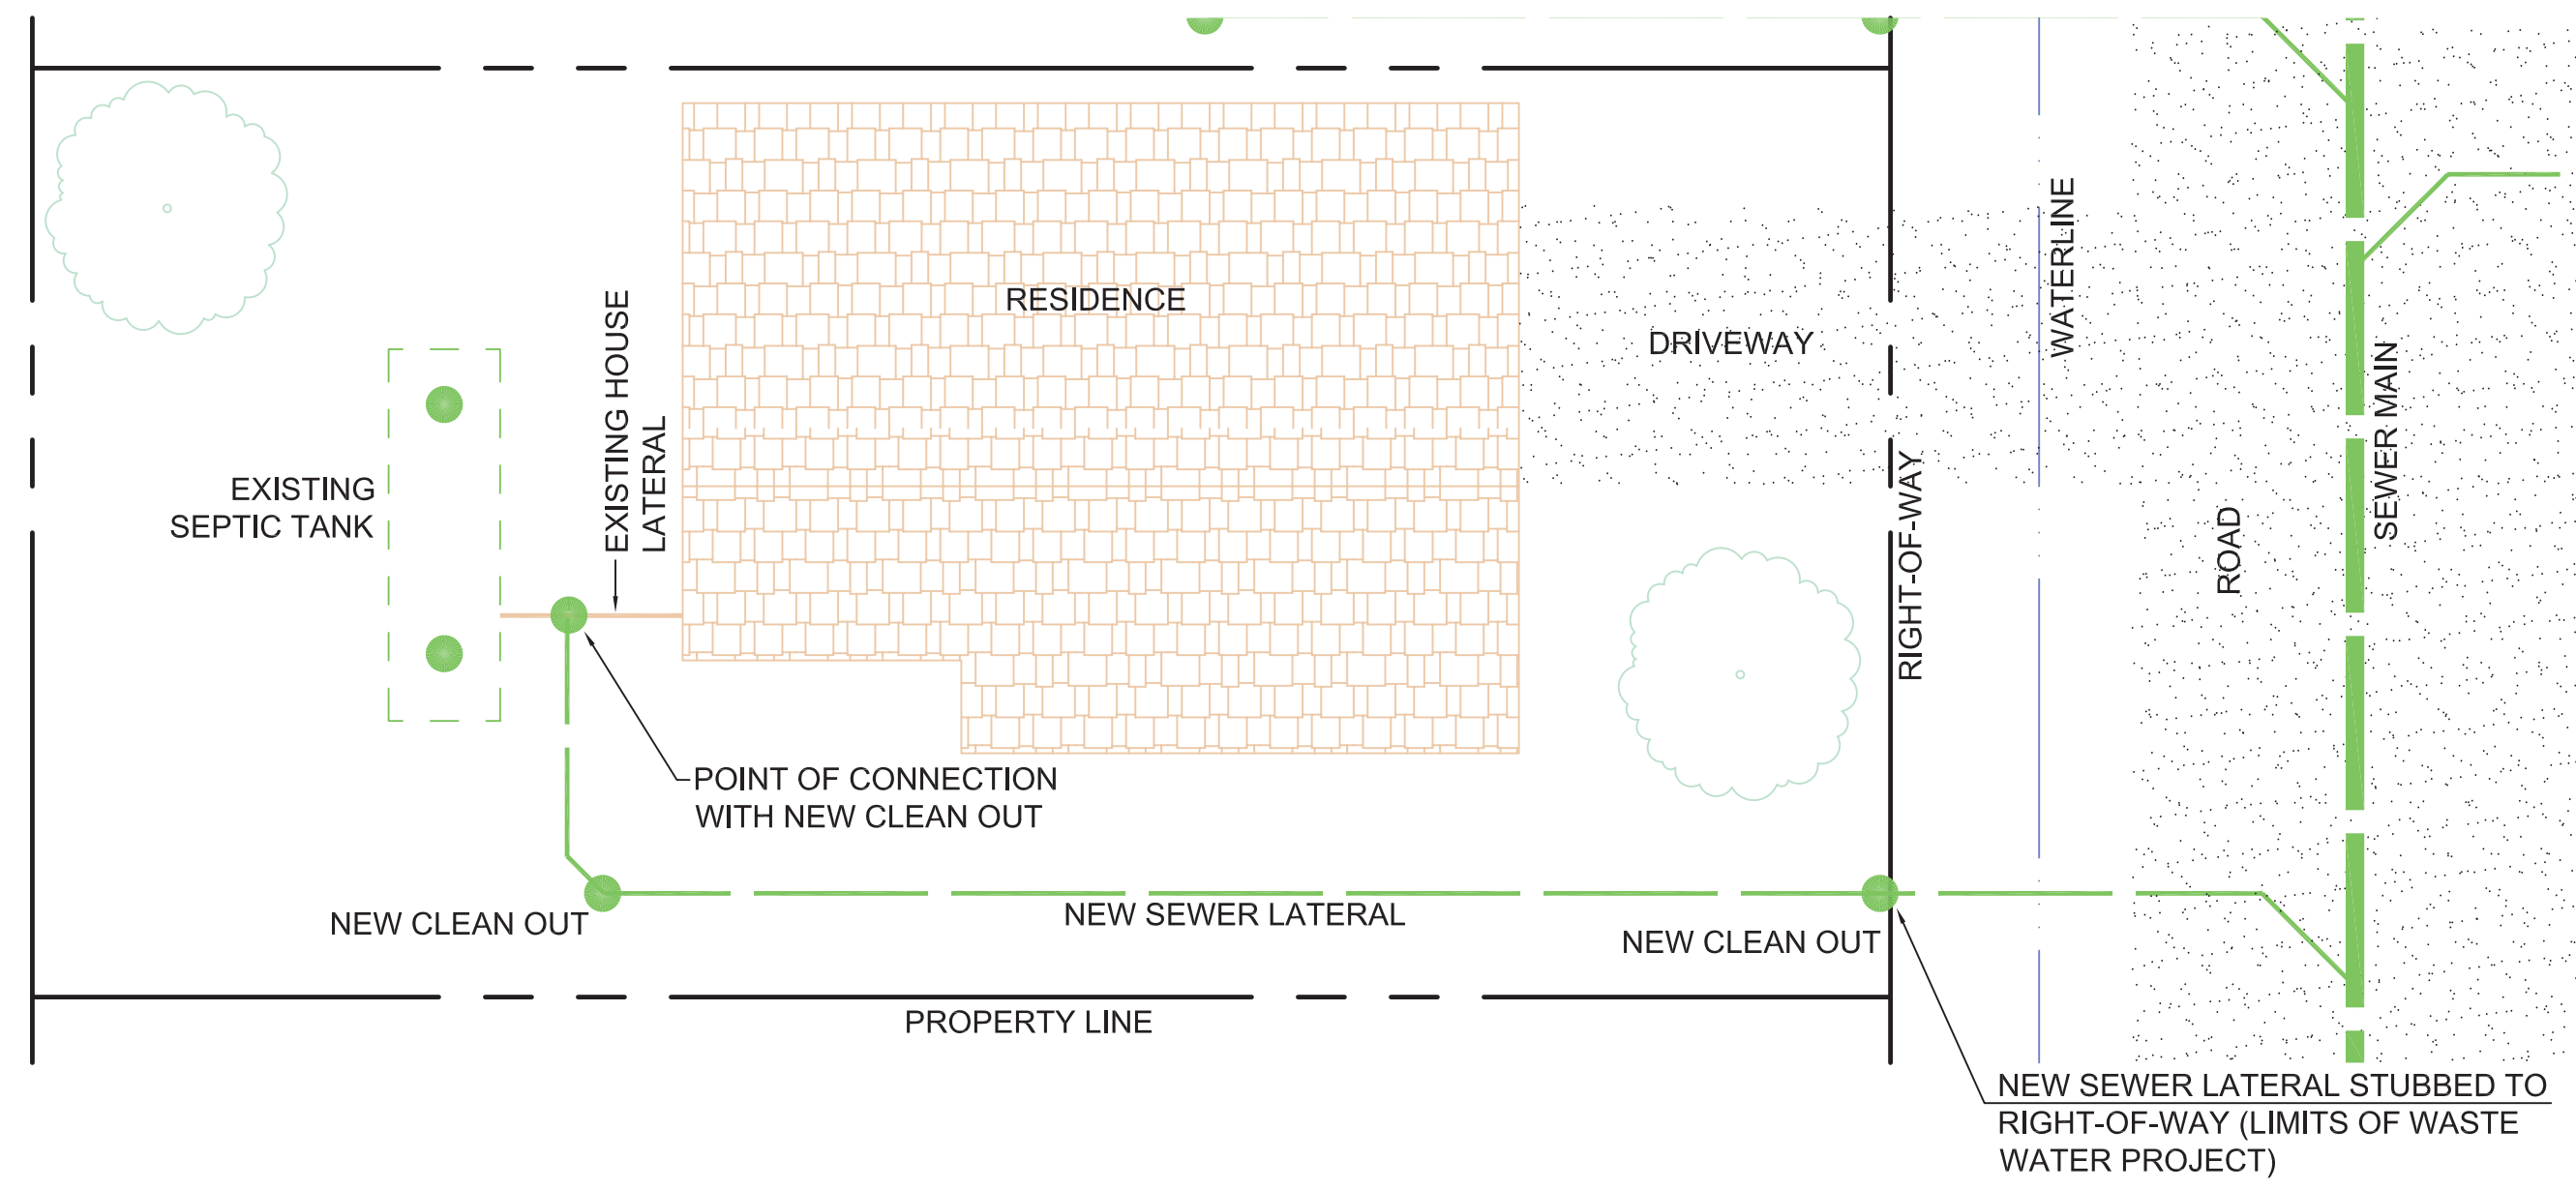 RESIDENCE
DRIVEWAY
WATERLINE
EXISTING HOUSE
LATERAL
SEWER MAIN
EXISTING
SEPTIC TANK
RIGHT-OF-WAY
ROAD
POINT OF CONNECTION
WITH NEW CLEAN OUT
NEW CLEAN OUT
NEW SEWER LATERAL
NEW CLEAN OUT
PROPERTY LINE
NEW SEWER LATERAL STUBBED TO
RIGHT-OF-WAY (LIMITS OF WASTE
WATER PROJECT)